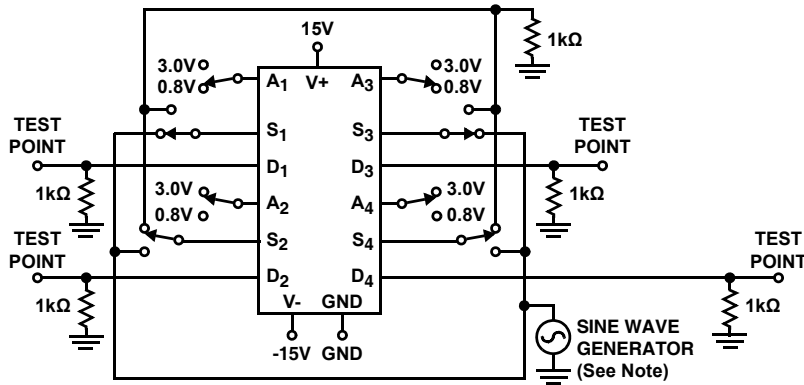 15V
1kΩ
3.0V
0.8V
A1
V+
A3
3.0V
0.8V
TEST
POINT
S1
S3
TEST
POINT
D1
D3
1kΩ
3.0V
0.8V
A2
A4
3.0V
0.8V
1kΩ
TEST
POINT
S2
S4
TEST
POINT
D2
D4
1kΩ
V-
GND
1kΩ
-15V
GND
SINE WAVE
GENERATOR
(See Note)